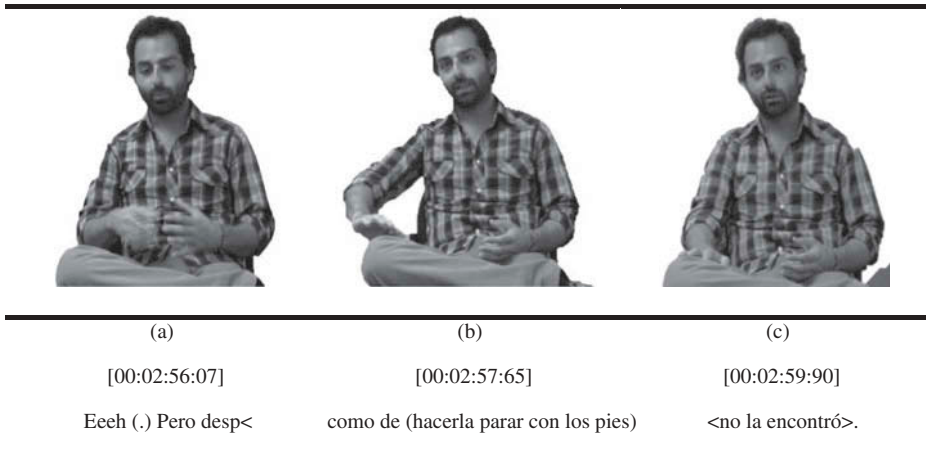 (a) (b) (c)
[00:02:56:07] [00:02:57:65] [00:02:59:90]
Eeeh (.) Pero desp< como de (hacerla parar con los pies) <no la encontró>.